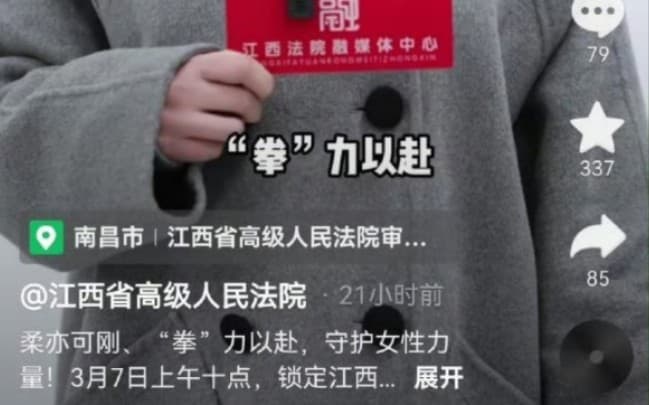 融
江西法院融媒体中心
79
“拳”力以赴
337
南昌市 | 江西省高级人民法院审...
85
@江西省高级人民法院 · 21小时前
柔亦可刚、“拳”力以赴，守护女性力
量！3月7日上午十点，锁定江西... 展开